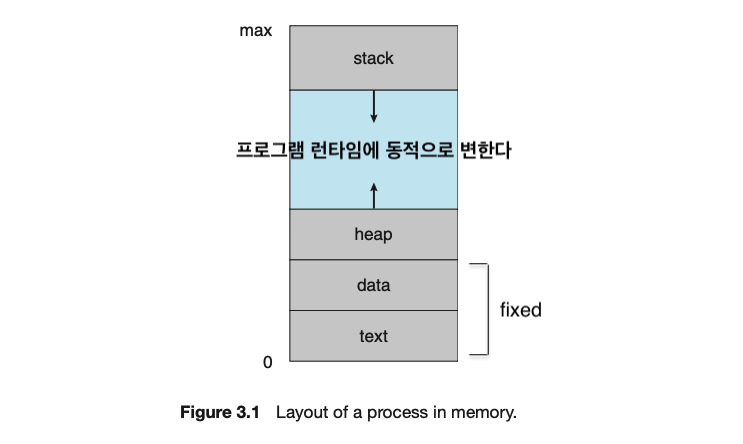 max
stack
프로그램 런타임에 동적으로 변한다
heap
data
fixed
text
0
Figure 3.1 Layout of a process in memory.